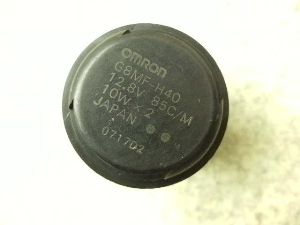 OMRON
G8MF-H40
12.8V 85C/M
10W × 2
JAPAN
071702